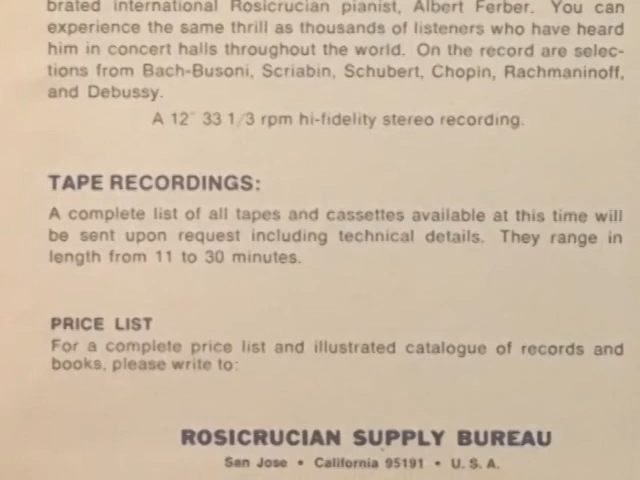 brated international Rosicrucian pianist, Albert Ferber. You can
experience the same thrill as thousands of listeners who have heard
him in concert halls throughout the world. On the record are selec-
tions from Bach-Busoni, Scriabin, Schubert, Chopin, Rachmaninoff,
and Debussy.
A 12" 33 1/3 rpm hi-fidelity stereo recording.
TAPE RECORDINGS:
A complete list of all tapes and cassettes available at this time will
be sent upon request including technical details. They range in
length from 11 to 30 minutes.
PRICE LIST
For a complete price list and illustrated catalogue of records and
books, please write to:
ROSICRUCIAN SUPPLY BUREAU
San Jose • California 95191 • U. S. A.